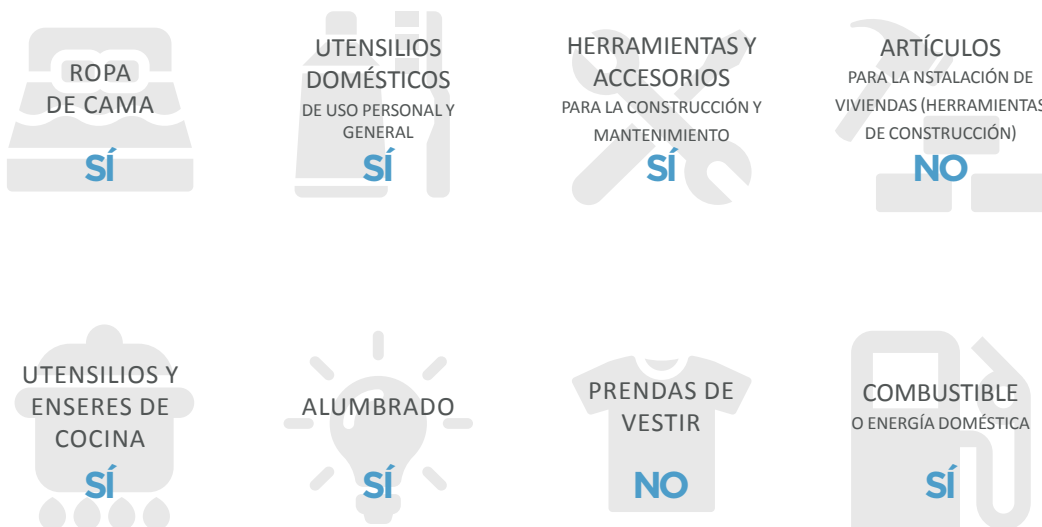 ROPA
DE CAMA
SÍ
UTENSILIOS
DOMÉSTICOS
DE USO PERSONAL Y
GENERAL
SÍ
HERRAMIENTAS Y
ACCESORIOS
PARA LA CONSTRUCCIÓN Y
MANTENIMIENTO
SÍ
ARTÍCULOS
PARA LA NSTALACIÓN DE
VIVIENDAS (HERRAMIENTAS
DE CONSTRUCCIÓN)
NO
UTENSILIOS Y
ENSERES DE
COCINA
SÍ
ALUMBRADO
SÍ
PRENDAS DE
VESTIR
NO
COMBUSTIBLE
O ENERGÍA DOMÉSTICA
SÍ